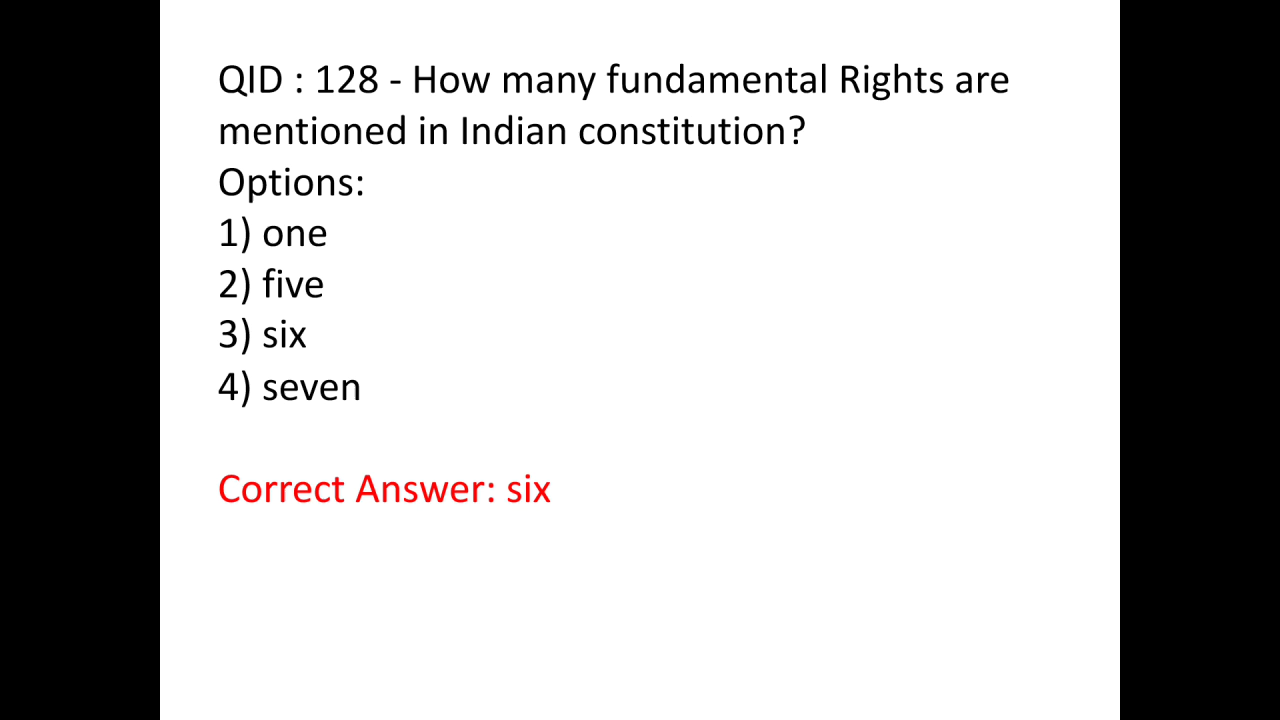 QID : 128 - How many fundamental Rights are
mentioned in Indian constitution?
Options:
1) one
2) five
3) six
4) seven
Correct Answer: six